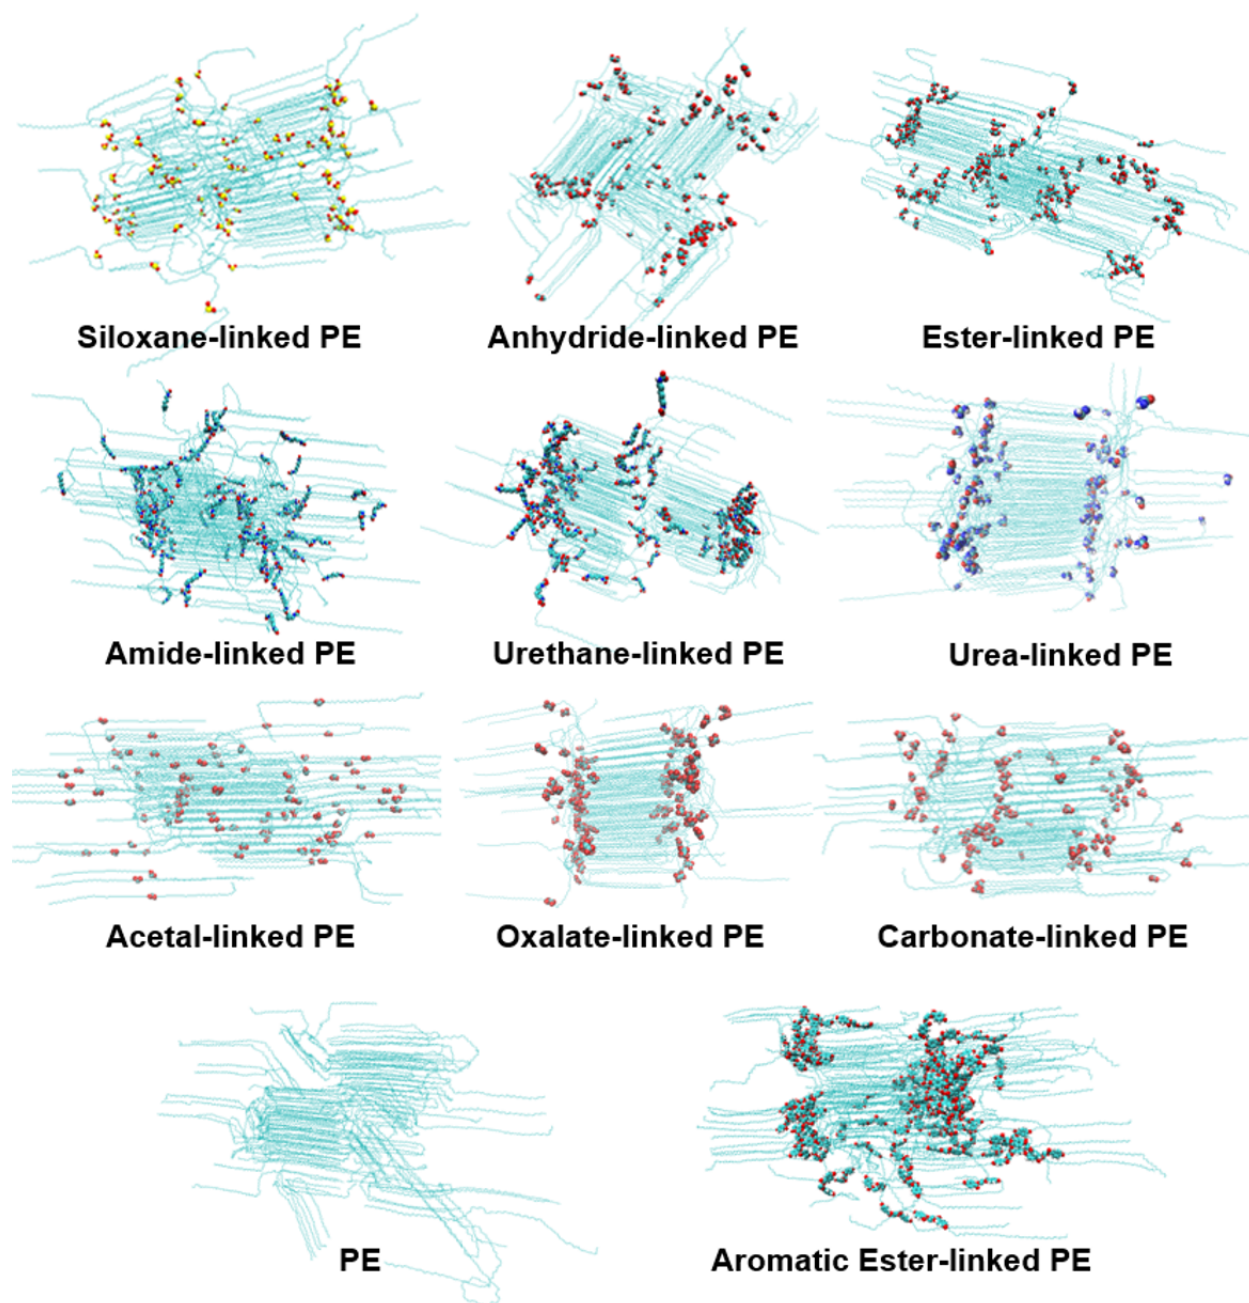 Siloxane-linked PE
Anhydride-linked PE
Ester-linked PE
Amide-linked PE
Urethane-linked PE
Urea-linked PE
Acetal-linked PE
Oxalate-linked PE
Carbonate-linked PE
PE
Aromatic Ester-linked PE